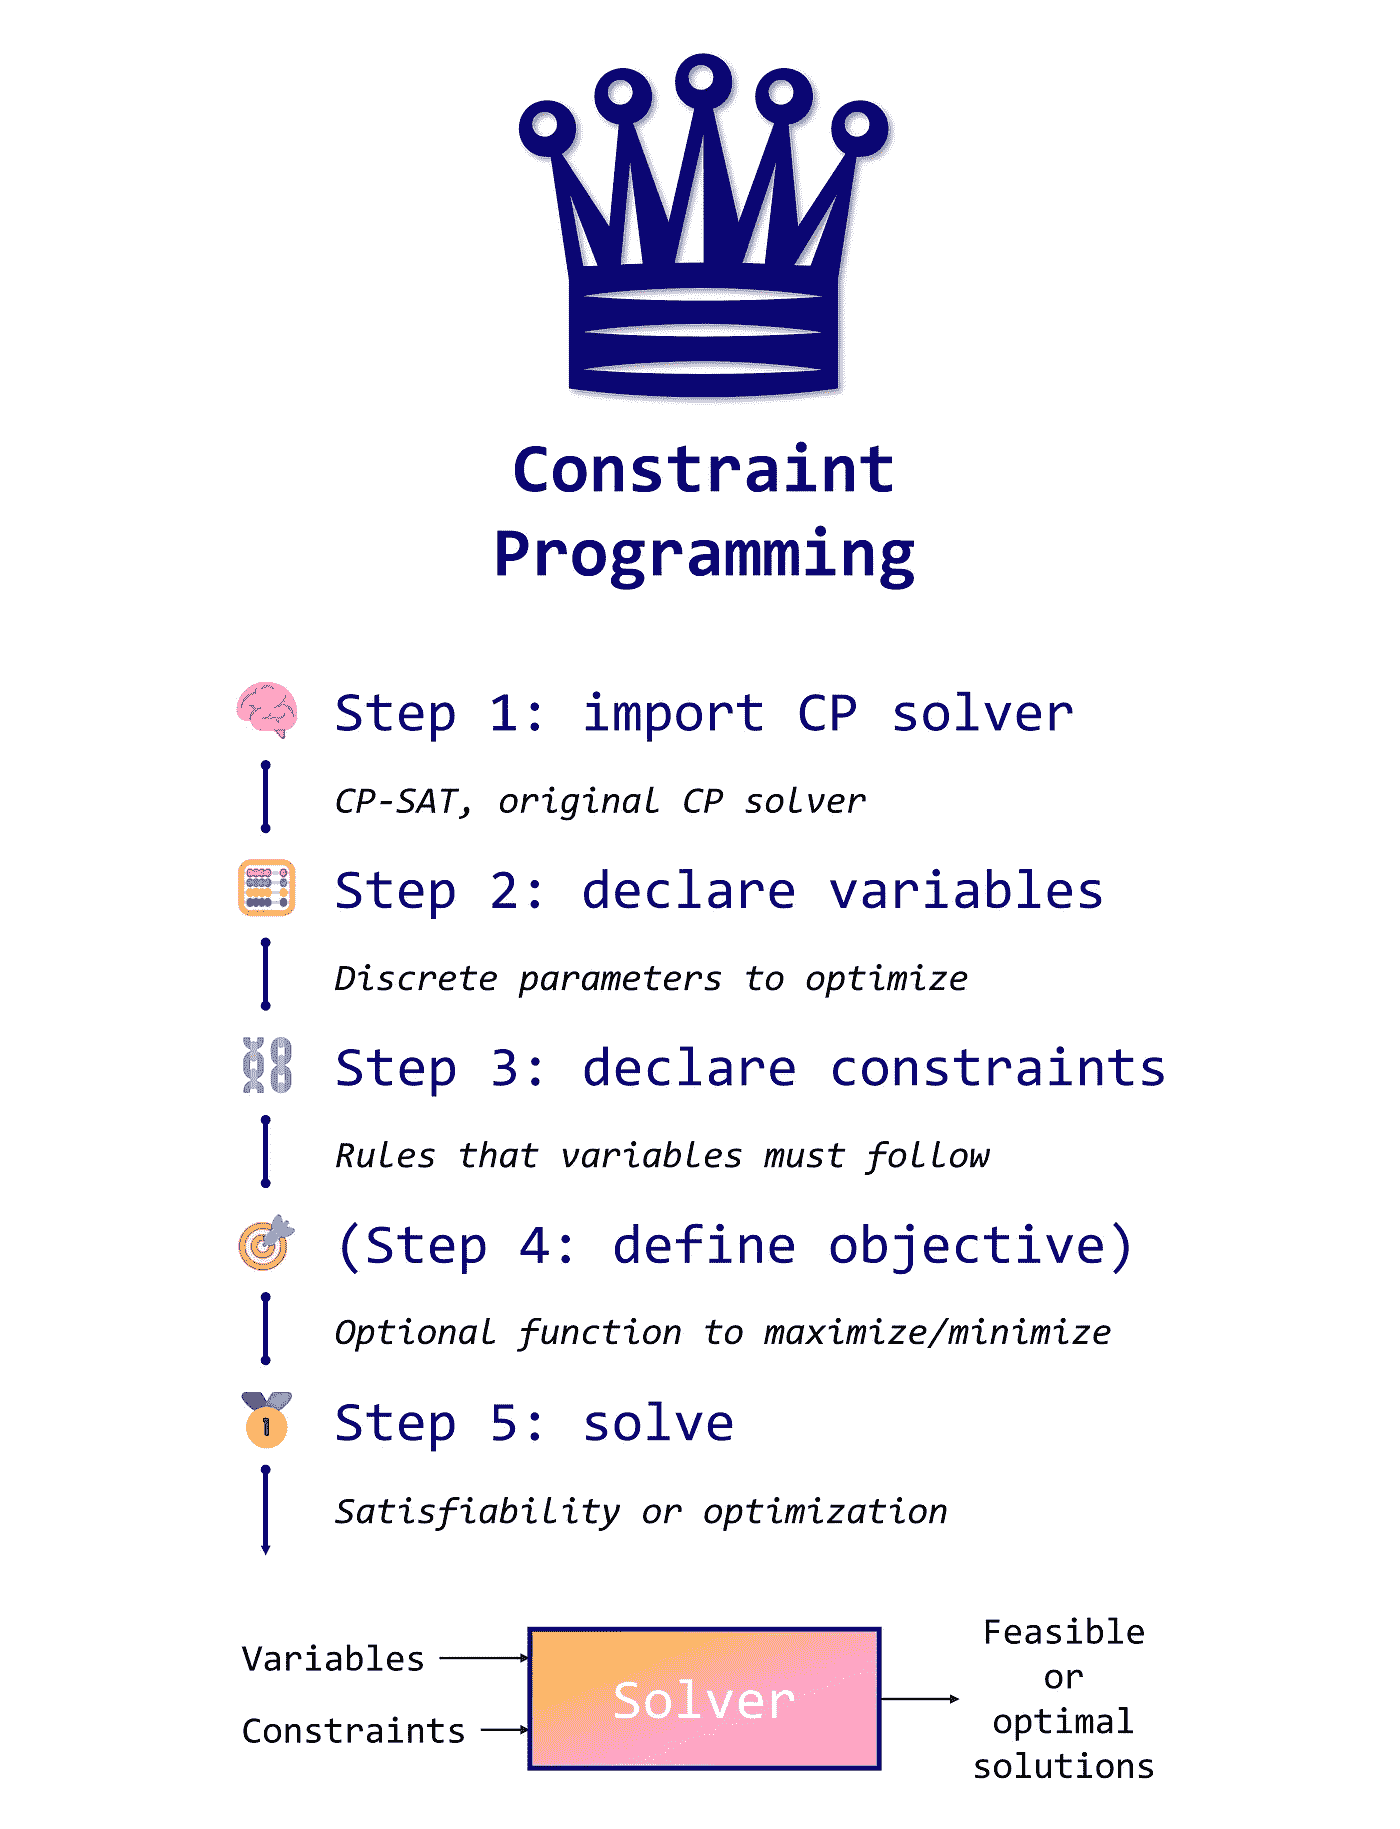 Constraint
Programming
Step 1: import CP solver
CP-SAT, original CP solver
Step 2: declare variables
Discrete parameters to optimize
Step 3: declare constraints
Rules that variables must follow
(Step 4: define objective)
Optional function to maximize/minimize
1
Step 5: solve
Satisfiability or optimization
Variables
Constraints
Solver
Feasible
or
optimal
solutions